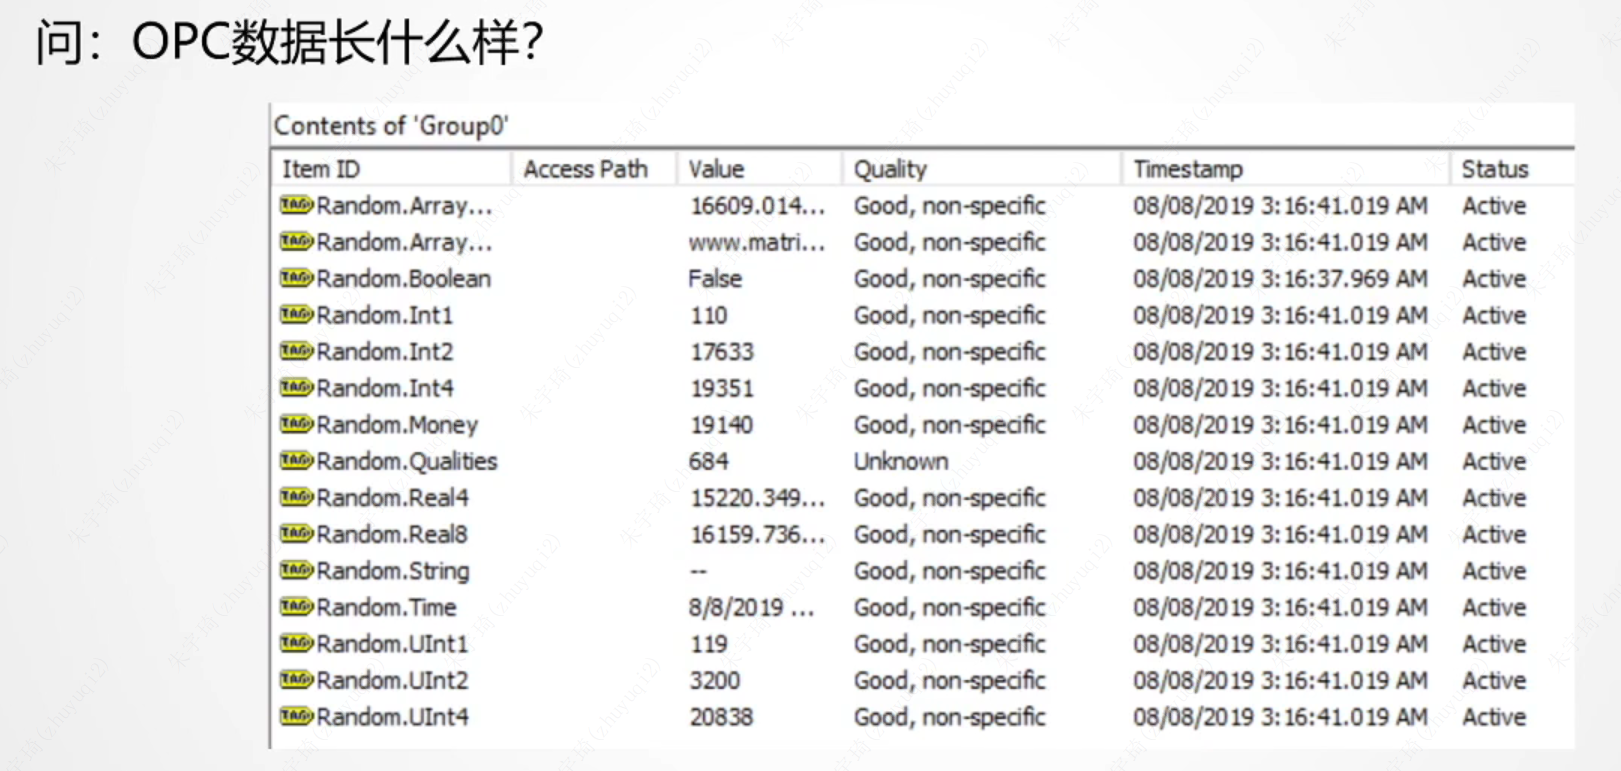 问：OPC数据长什么样？
Contents of 'Group0'
Item ID Access Path Value Quality Timestamp Status
Random.Array... 16609.014... Good, non-specific 08/08/2019 3:16:41.019 AM Active
Random.Array... www.matri... Good, non-specific 08/08/2019 3:16:41.019 AM Active
Random.Boolean False Good, non-specific 08/08/2019 3:16:37.969 AM Active
Random.Int1 110 Good, non-specific 08/08/2019 3:16:41.019 AM Active
Random.Int2 17633 Good, non-specific 08/08/2019 3:16:41.019 AM Active
Random.Int4 19351 Good, non-specific 08/08/2019 3:16:41.019 AM Active
Random.Money 19140 Good, non-specific 08/08/2019 3:16:41.019 AM Active
Random.Qualities 684 Unknown 08/08/2019 3:16:41.019 AM Active
Random.Real4 15220.349... Good, non-specific 08/08/2019 3:16:41.019 AM Active
Random.Real8 16159.736... Good, non-specific 08/08/2019 3:16:41.019 AM Active
Random.String -- Good, non-specific 08/08/2019 3:16:41.019 AM Active
Random.Time 8/8/2019 ... Good, non-specific 08/08/2019 3:16:41.019 AM Active
Random.UInt1 119 Good, non-specific 08/08/2019 3:16:41.019 AM Active
Random.UInt2 3200 Good, non-specific 08/08/2019 3:16:41.019 AM Active
Random.UInt4 20838 Good, non-specific 08/08/2019 3:16:41.019 AM Active